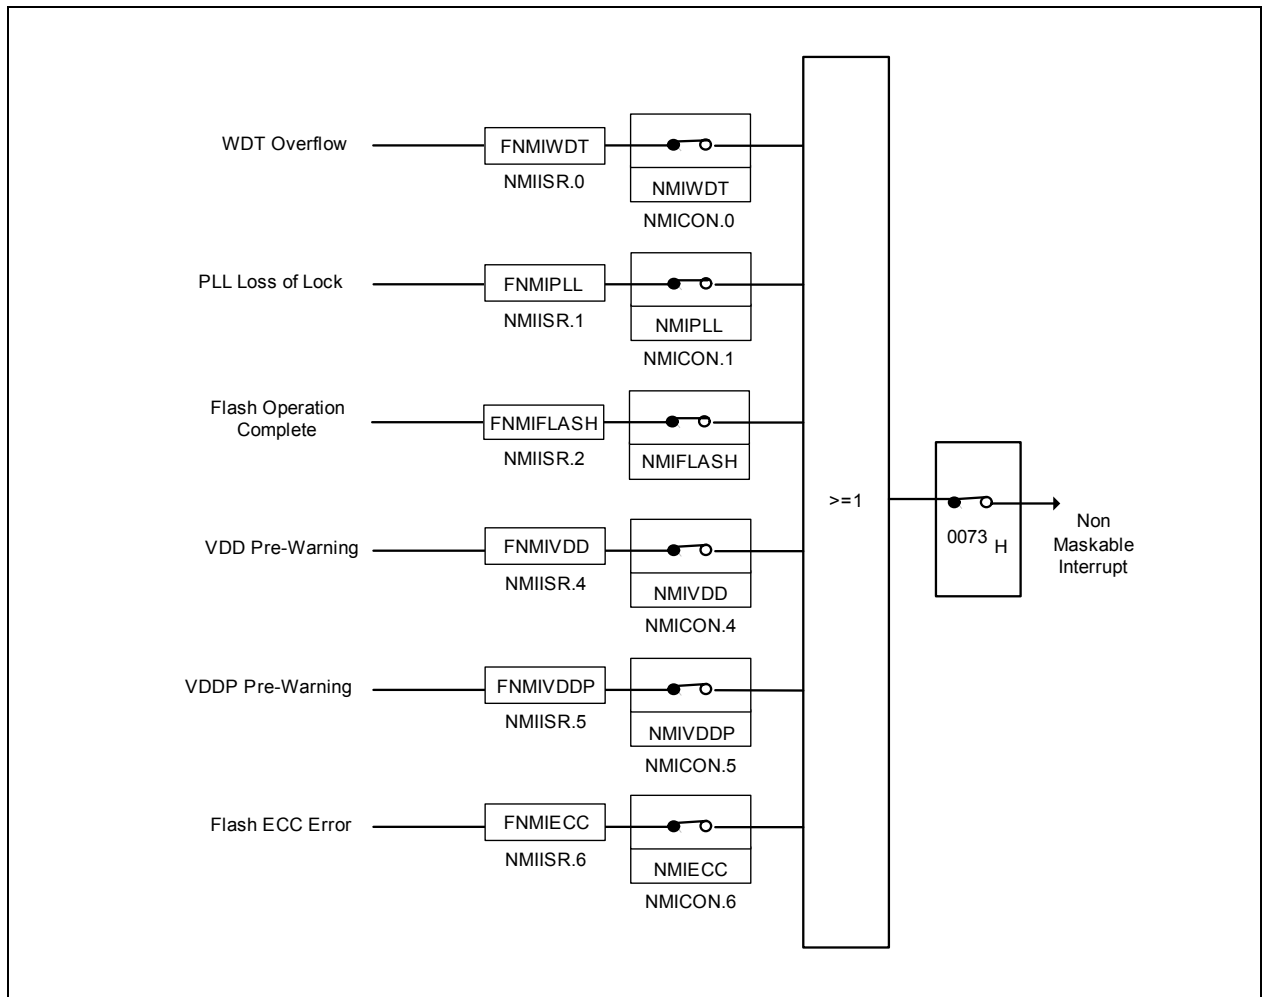 WDT Overflow
FNMIWDT
NMIISR.0
NMIWDT
NMICON.0
PLL Loss of Lock
FNMIPLL
NMIISR.1
NMIPLL
NMICON.1
Flash Operation
Complete
FNMIFLASH
NMIISR.2
NMIFLASH
VDD Pre-Warning
FNMIVDD
NMIISR.4
NMIVDD
NMICON.4
VDDP Pre-Warning
FNMIVDDP
NMIISR.5
NMIVDDP
NMICON.5
Flash ECC Error
FNMIECC
NMIISR.6
NMIECC
NMICON.6
>=1
0073 H
Non
Maskable
Interrupt